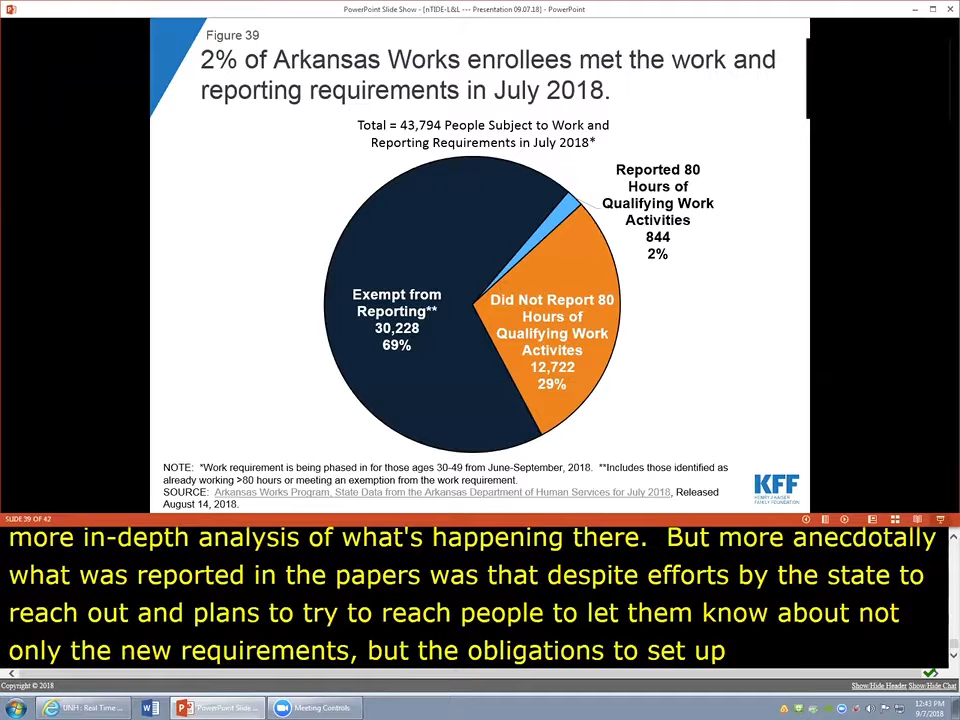 PowerPoint Slide Show - [nTIDE-L&L --- Presentation 09.07.18] - PowerPoint
Figure 39
2% of Arkansas Works enrollees met the work and
reporting requirements in July 2018.
Total = 43,794 People Subject to Work and
Reporting Requirements in July 2018*
Reported 80
Hours of
Qualifying Work
Activities
844
2%
Exempt from
Reporting**
30,228
69%
Did Not Report 80
Hours of
Qualifying Work
Activites
12,722
29%
NOTE: *Work requirement is being phased in for those ages 30-49 from June-September, 2018. **Includes those identified as
already working >80 hours or meeting an exemption from the work requirement.
SOURCE: Arkansas Works Program, State Data from the Arkansas Department of Human Services for July 2018, Released
August 14, 2018.
KFF
HENRY J KAISER
FAMILY FOUNDATION
SLIDE 39 OF 42
more in-depth analysis of what's happening there. But more anecdotally
what was reported in the papers was that despite efforts by the state to
reach out and plans to try to reach people to let them know about not
only the new requirements, but the obligations to set up
Copyright © 2018
Show/Hide Header Show/Hide Chat
UNH : Real Time ...
PowerPoint Slide ...
Meeting Controls
12:43 PM
9/7/2018